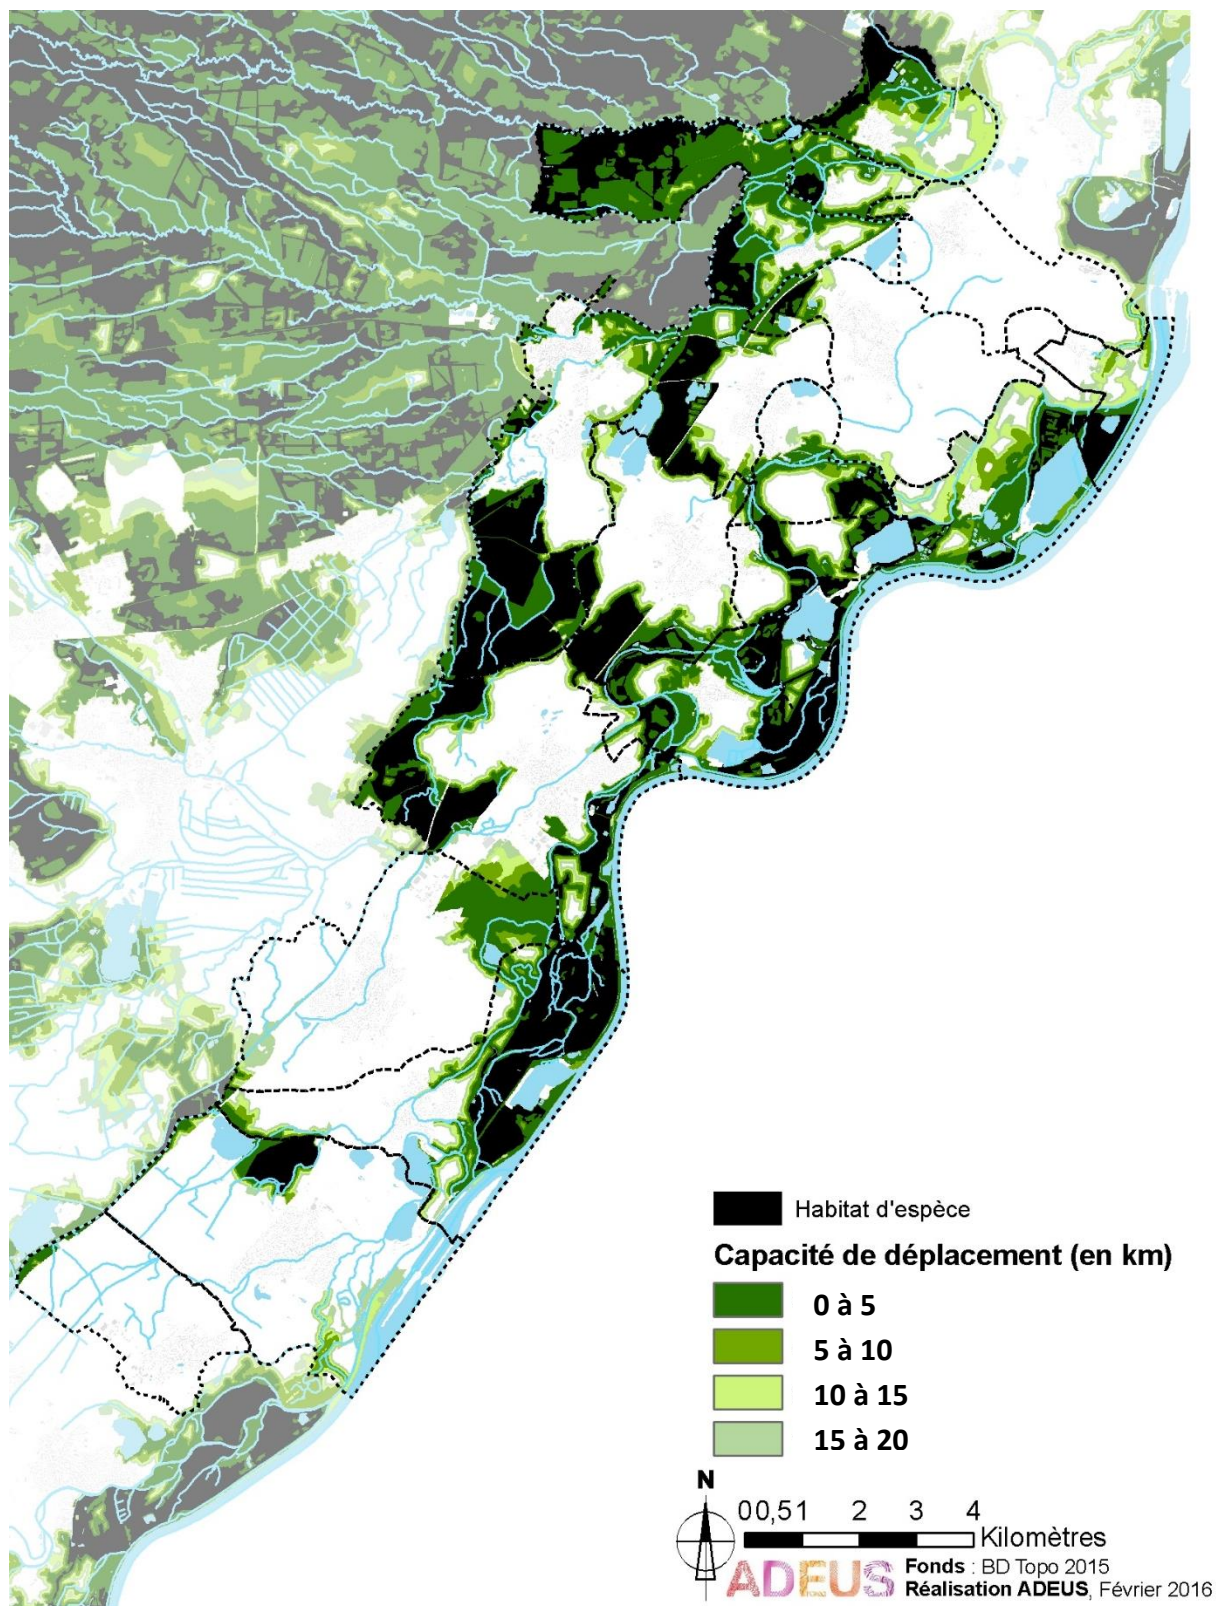 Habitat d'espèce
Capacité de déplacement (en km)
0 à 5
5 à 10
10 à 15
15 à 20
N
0 0,5 1 2 3 4
Kilomètres
ADEUS
Fonds : BD Topo 2015
Réalisation ADEUS, Février 2016